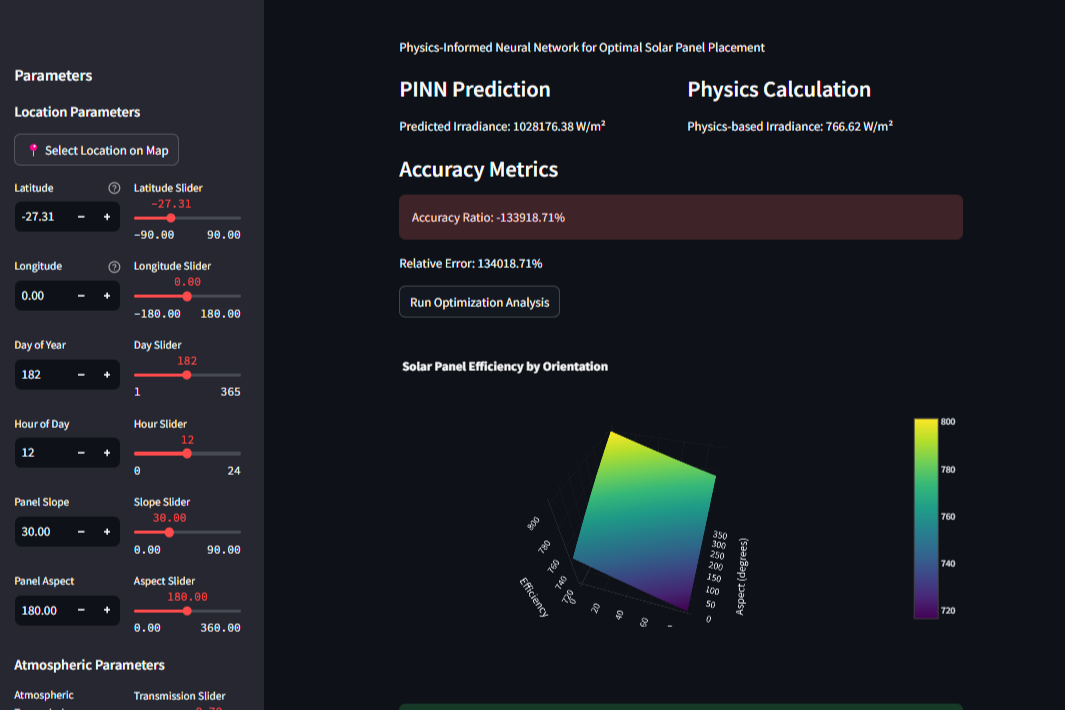 Parameters
Location Parameters
Select Location on Map
Latitude
Latitude Slider
-27.31
-27.31
-90.00 90.00
Longitude
Longitude Slider
0.00
0.00
-180.00 180.00
Day of Year
Day Slider
182
182
1 365
Hour of Day
Hour Slider
12
12
0 24
Panel Slope
Slope Slider
30.00
30.00
0.00 90.00
Panel Aspect
Aspect Slider
180.00
180.00
0.00 360.00
Atmospheric Parameters
Atmospheric
Transmission Slider
Physics-Informed Neural Network for Optimal Solar Panel Placement
PINN Prediction
Predicted Irradiance: 1028176.38 W/m²
Physics Calculation
Physics-based Irradiance: 766.62 W/m²
Accuracy Metrics
Accuracy Ratio: -133918.71%
Relative Error: 134018.71%
Run Optimization Analysis
Solar Panel Efficiency by Orientation
800
780
760
740
720
Efficiency
0
20
40
60
350
300
250
200
150
100
50
0
Aspect (degrees)
800
780
760
740
720